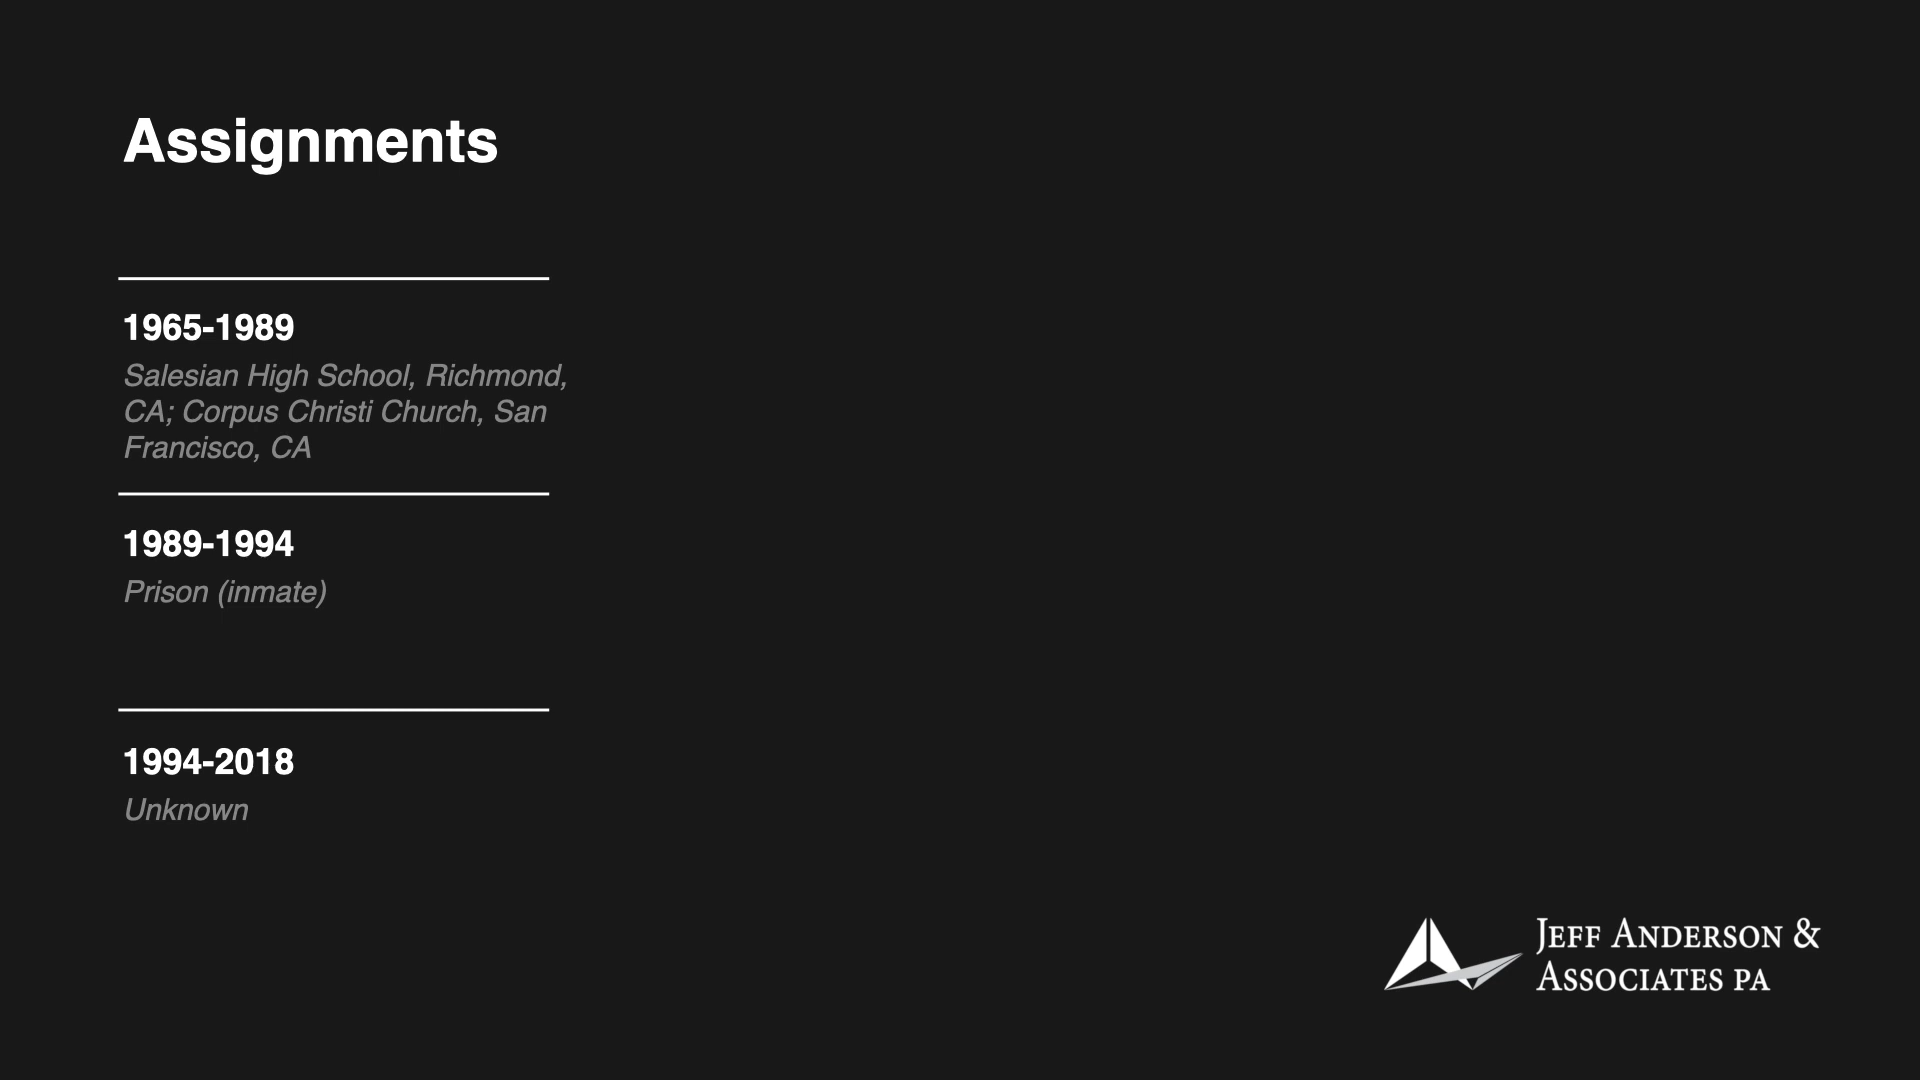 Assignments
1965-1989
Salesian High School, Richmond,
CA; Corpus Christi Church, San
Francisco, CA
1989-1994
Prison (inmate)
1994-2018
Unknown
JEFF ANDERSON &
ASSOCIATES PA